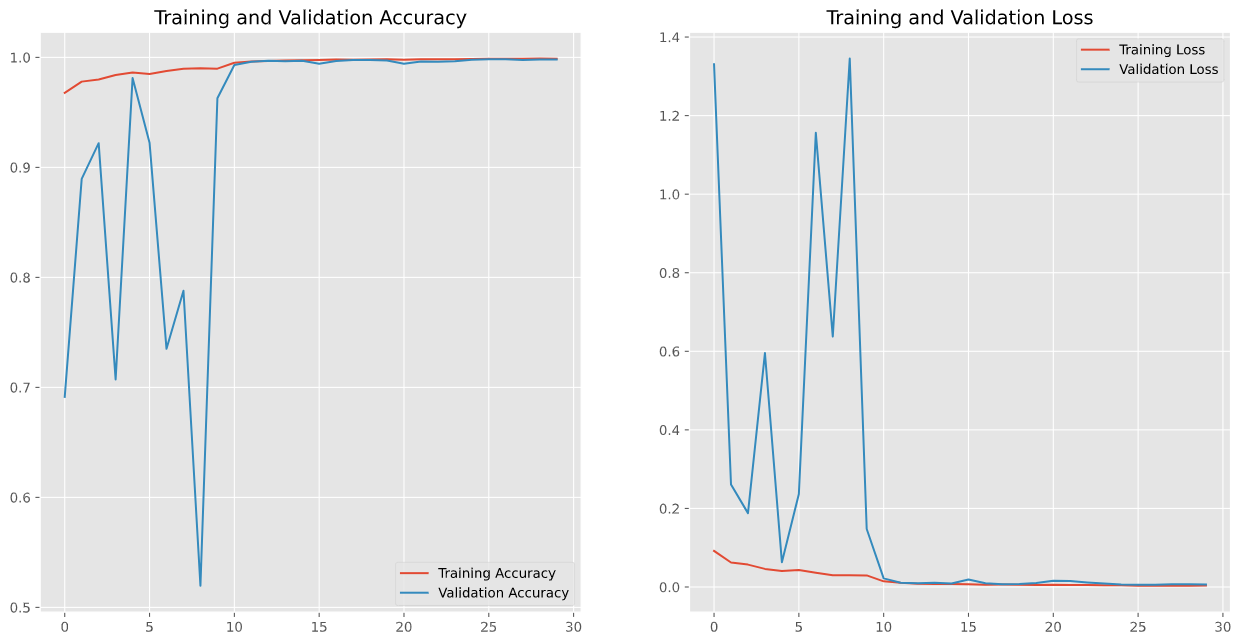 Training and Validation Accuracy
1.0
0.9
0.8
0.7
0.6
0.5
0 5 10 15 20 25 30
Training Accuracy
Validation Accuracy
Training and Validation Loss
1.4
1.2
1.0
0.8
0.6
0.4
0.2
0.0
0 5 10 15 20 25 30
Training Loss
Validation Loss